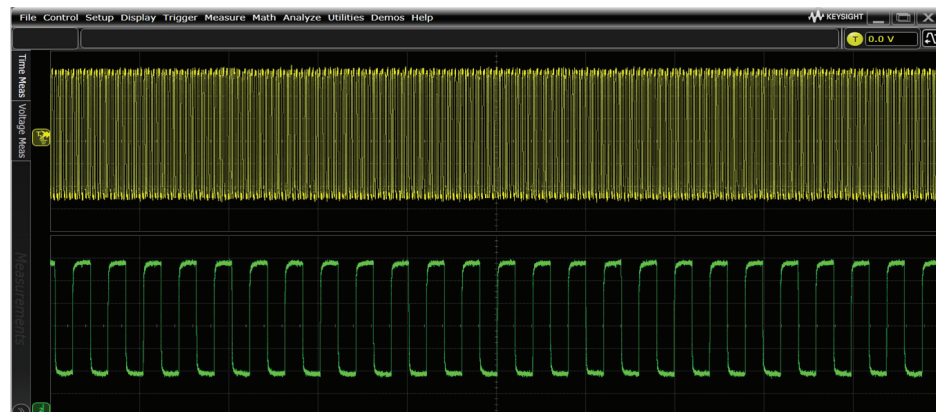 File Control Setup Display Trigger Measure Math Analyze Utilities Demos Help
KEYSIGHT
T 0.0 V
Time Meas
Voltage Meas
Measurements